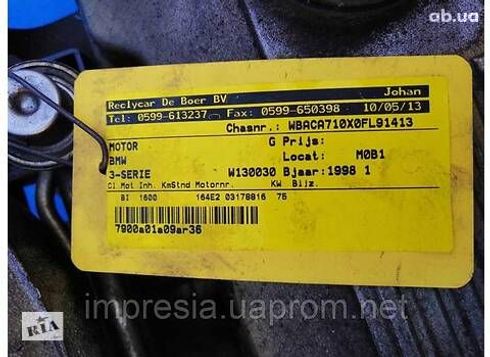 ab.ua
Reclycar De Boer BV Johan
Tel: 0599-613237 Fax: 0599-650398 10/05/13
Chasnr.: WBACA710X0FL91413
MOTOR G Prijs:
BMW Locat: M0B1
3-SERIE W130030 Bjaar:1998 1
Cl Mot Inh. KmStnd Motornr. KW Bijz.
BI 1600 164E2 03178816 75
7900a01a09ar36
impresia.uaprom.net
RIA